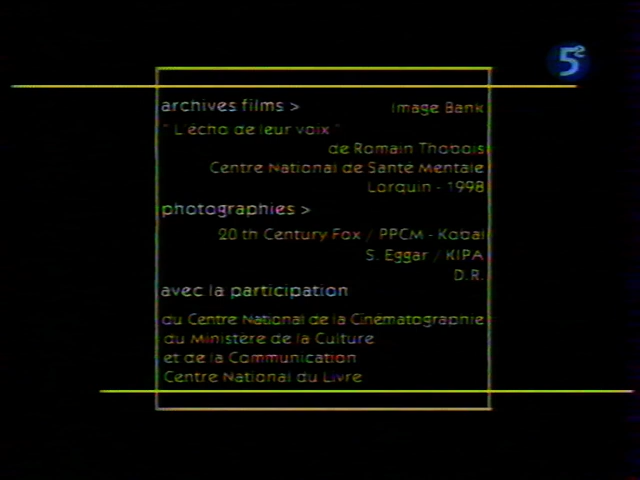 5e
archives films > Image Bank
" L'écho de leur voix "
de Romain Thobois
Centre National de Santé Mentale
Lorquin - 1998
photographies >
20 th Century Fox / PPCM - Kobal
S. Eggar / KIPA
D.R.
avec la participation
du Centre National de la Cinématographie
du Ministère de la Culture
et de la Communication
Centre National du Livre